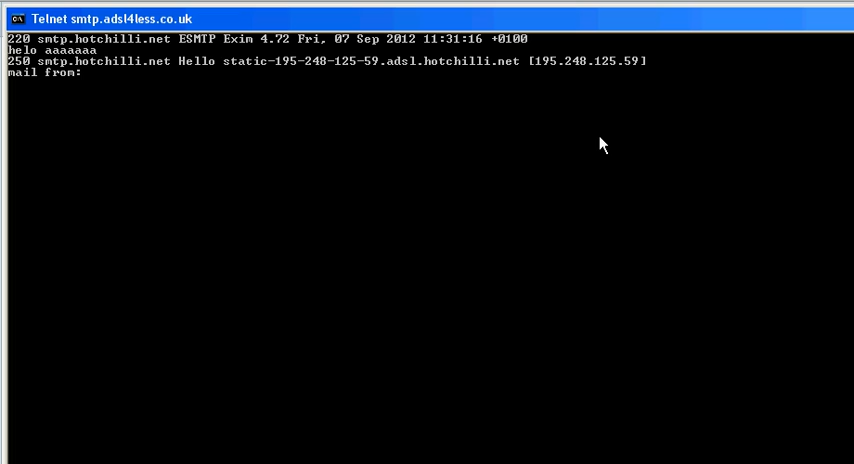 Telnet smtp.adsl4less.co.uk
220 smtp.hotchilli.net ESMTP Exim 4.72 Fri, 07 Sep 2012 11:31:16 +0100
helo aaaaaaa
250 smtp.hotchilli.net Hello static-195-248-125-59.adsl.hotchilli.net [195.248.125.59]
mail from: